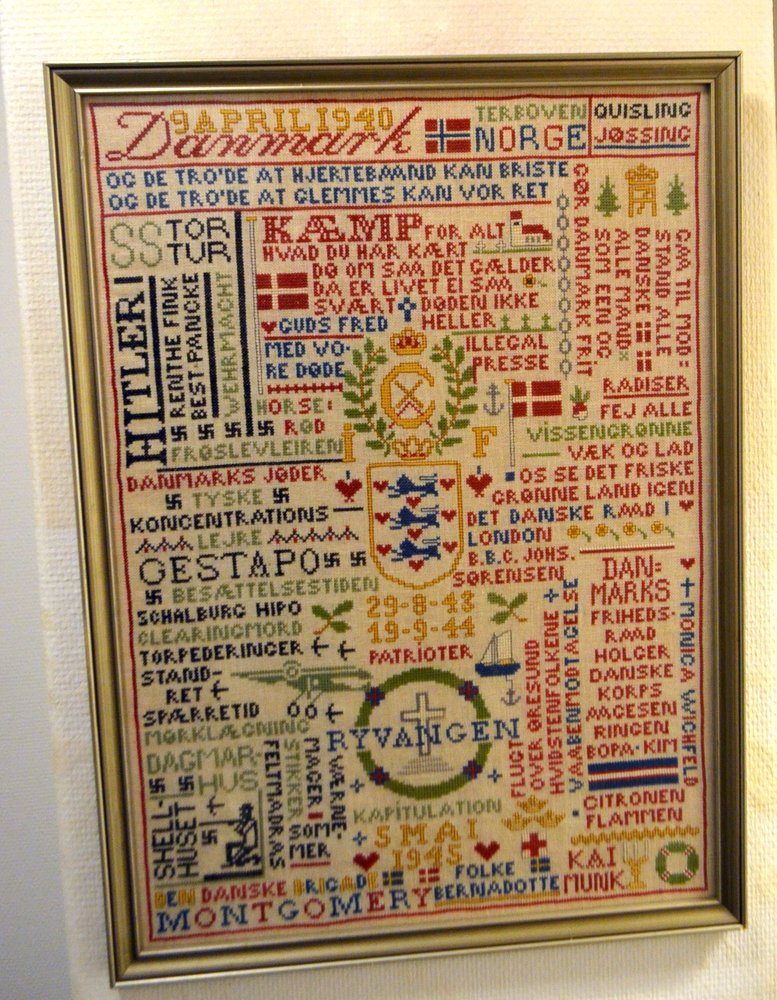 9 APRIL 1940
Danmark
TERBOVEN
NORGE
QUISLING
JØSSING
OG DE TRO'DE AT HJERTEBAAND KAN BRISTE
OG DE TRO'DE AT GLEMMES KAN VOR RET
SS TOR
TUR
KÆMP FOR ALT
HVAD DU HAR KÆRT
DØ OM SAA DET GÆLDER
DA ER LIVET EI SAA
SVÆRT DØDEN IKKE
HELLER
GØR DANMARK FRIT
GAA TIL MOD=
STAND ALLE
DANSKE
ALLE MAND
SOM EEN OG
HITLER!
RENTHE FINK
BEST-PANCKE
WEHRMACHT
GUDS FRED
MED VO-
RE DØDE
ILLEGAL
PRESSE
C
HORSE:
RØD
FRØSLEVLEIREN
I F
RADISER
FEJ ALLE
VISSENGRØNNE
VÆK OG LAD
OS SE DET FRISKE
GRØNNE LAND IGEN
DANMARKS JØDER
TYSKE
KONCENTRATIONS
LEJRE
GESTAPO
BESÆTTELSESTIDEN
DET DANSKE RAAD I
LONDON
B.B.C. JOHS.
SØRENSEN
SCHALBURG HIPO
CLEARINGMORD
TORPEDERINGER
STAND-
RET
SPÆRRETID
MØRKLÆGNING
DAGMAR-
HUS
29-8-43
19-9-44
PATRIOTER
RYVANGEN
FLUGT
OVER ØRESUND
HVIDSTENFOLKENE
VAABENMODTAGELSE
DAN=
MARKS
FRIHEDS-
RAAD
HOLGER
DANSKE
KORPS
AAGESEN
RINGEN
BOPA-KIM
MONICA WICHFELD
CITRONEN
FLAMMEN
SHELL-
HUSET
FELTMADRAS
STIKKER
VÆRNE-
MAGER I
SOM
MER
KAPITULATION
5 MAI
1945
DEN DANSKE BRIGADE
MONTGOMERY
FOLKE
BERNADOTTE
KAI
MUNK